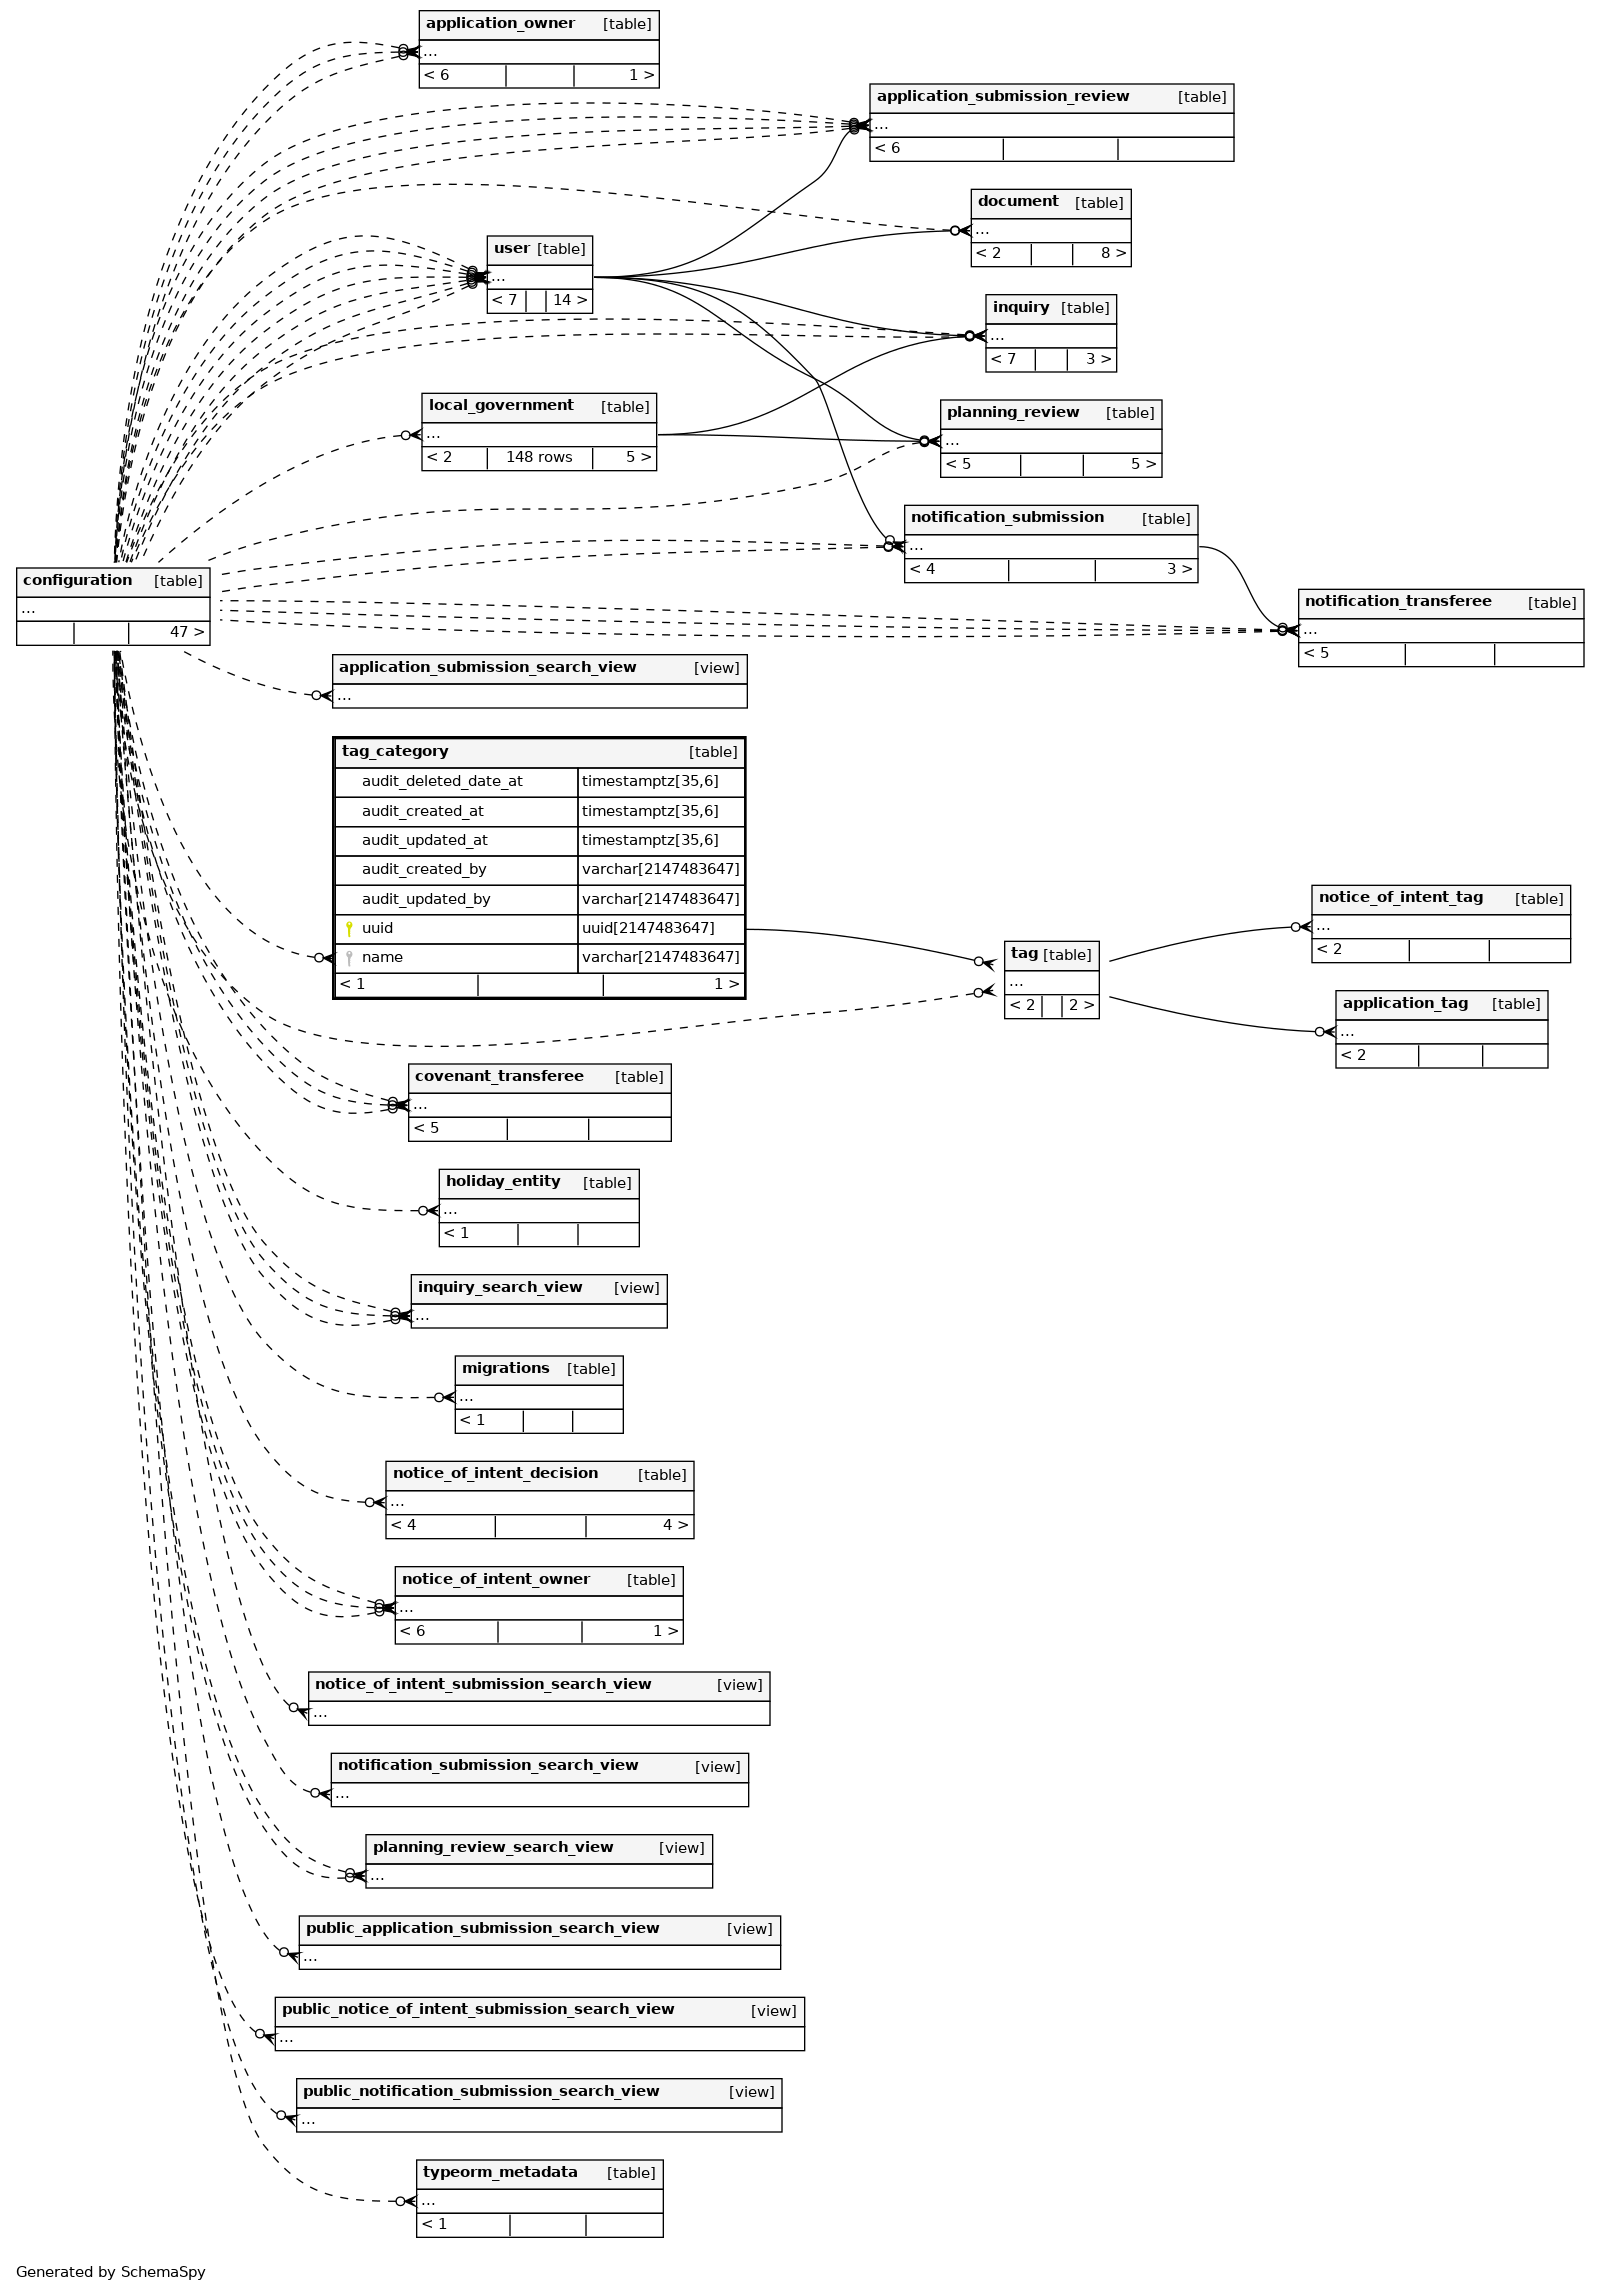 application_owner [table]
...
< 6 1 >
application_submission_review [table]
...
< 6
document [table]
...
< 2 8 >
user [table]
...
< 7 14 >
inquiry [table]
...
< 7 3 >
local_government [table]
...
< 2 148 rows 5 >
planning_review [table]
...
< 5 5 >
notification_submission [table]
...
< 4 3 >
configuration [table]
...
47 >
notification_transferee [table]
...
< 5
application_submission_search_view [view]
...
tag_category [table]
audit_deleted_date_at timestamptz[35,6]
audit_created_at timestamptz[35,6]
audit_updated_at timestamptz[35,6]
audit_created_by varchar[2147483647]
audit_updated_by varchar[2147483647]
uuid uuid[2147483647]
name varchar[2147483647]
< 1 1 >
notice_of_intent_tag [table]
...
< 2
tag [table]
...
< 2 2 >
application_tag [table]
...
< 2
covenant_transferee [table]
...
< 5
holiday_entity [table]
...
< 1
inquiry_search_view [view]
...
migrations [table]
...
< 1
notice_of_intent_decision [table]
...
< 4 4 >
notice_of_intent_owner [table]
...
< 6 1 >
notice_of_intent_submission_search_view [view]
...
notification_submission_search_view [view]
...
planning_review_search_view [view]
...
public_application_submission_search_view [view]
...
public_notice_of_intent_submission_search_view [view]
...
public_notification_submission_search_view [view]
...
typeorm_metadata [table]
...
< 1
Generated by SchemaSpy